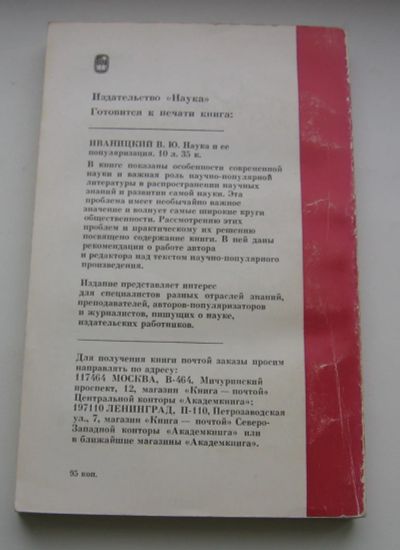 Издательство «Наука»
Готовится к печати книга:
ИВАНИЦКИЙ В. Ю. Наука и ее
популяризация. 10 л. 35 к.
В книге показаны особенности современной
науки и важная роль научно-популярной
литературы в распространении научных
знаний и развитии самой науки. Эта
проблема имеет необычайно важное
значение и волнует самые широкие круги
общественности. Рассмотрению этих
проблем и практическому их решению
посвящено содержание книги. В ней даны
рекомендации о работе автора
и редактора над текстом научно-популярного
произведения.
Издание представляет интерес
для специалистов разных отраслей знаний,
преподавателей, авторов-популяризаторов
и журналистов, пишущих о науке,
издательских работников.
Для получения книги почтой заказы просим
направлять по адресу:
117464 МОСКВА, В-464, Мичуринский
проспект, 12, магазин «Книга — почтой»
Центральной конторы «Академкнига»;
197110 ЛЕНИНГРАД, П-110, Петрозаводская
ул., 7, магазин «Книга — почтой» Северо-
Западной конторы «Академкнига» или
в ближайшие магазины «Академкнига».
95 коп.